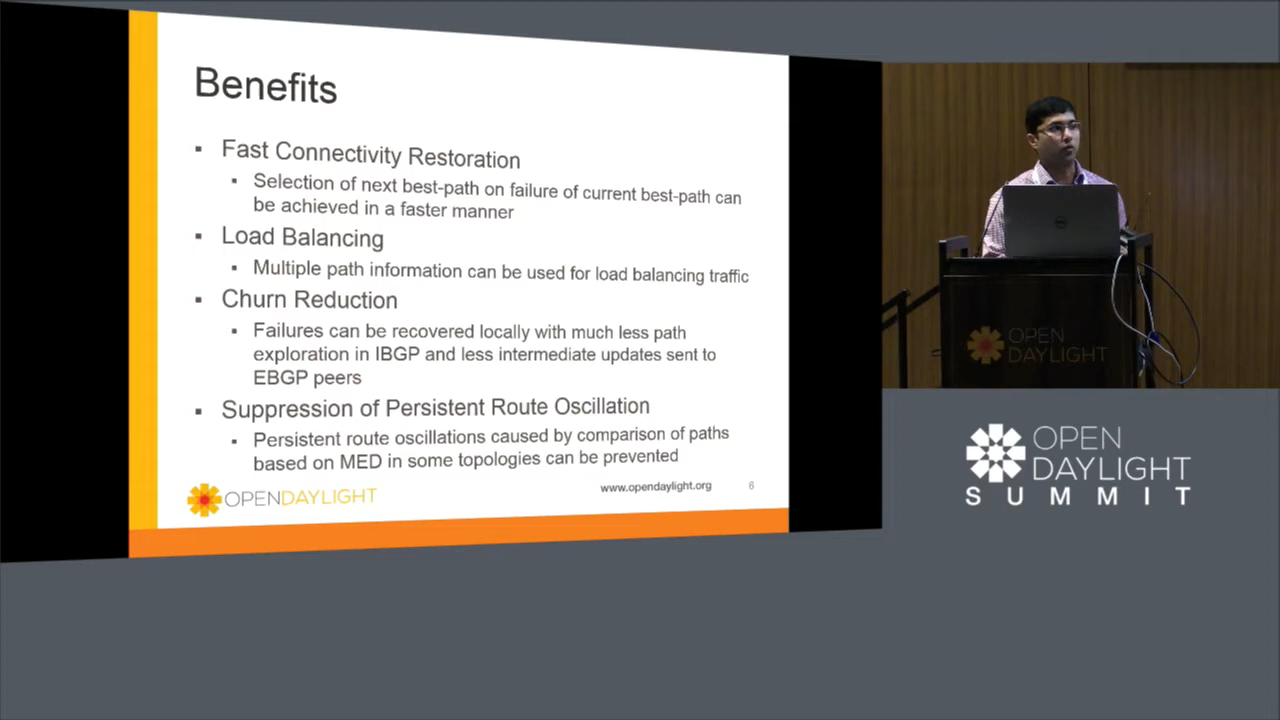 Benefits
▪ Fast Connectivity Restoration
▪ Selection of next best-path on failure of current best-path can
be achieved in a faster manner
▪ Load Balancing
▪ Multiple path information can be used for load balancing traffic
▪ Churn Reduction
▪ Failures can be recovered locally with much less path
exploration in IBGP and less intermediate updates sent to
EBGP peers
▪ Suppression of Persistent Route Oscillation
▪ Persistent route oscillations caused by comparison of paths
based on MED in some topologies can be prevented
OPENDAYLIGHT
www.opendaylight.org
6
OPEN
DAYLIGHT
OPEN
DAYLIGHT
SUMMIT